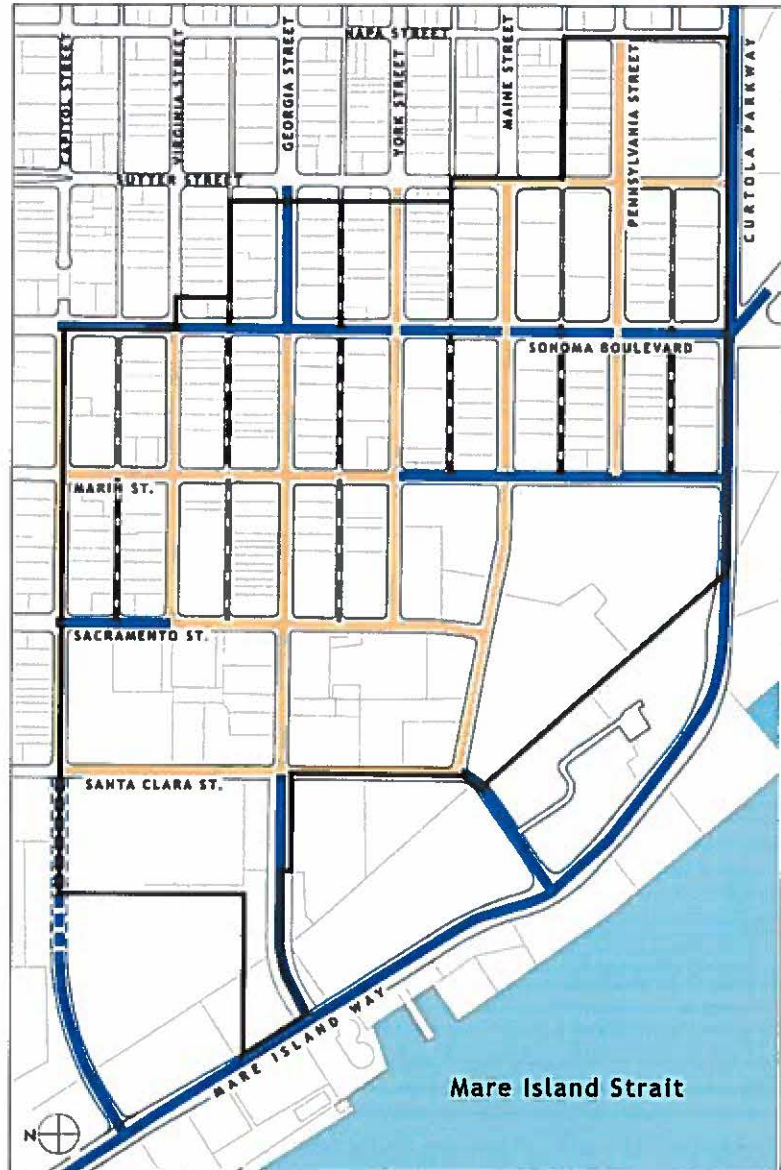 NAPA STREET
CAPITOL STREET
VIRGINIA STREET
GEORGIA STREET
YORK STREET
MAINE STREET
PENNSYLVANIA STREET
CURTOLA PARKWAY
SUTTER STREET
SONOMA BOULEVARD
MARIN ST.
SACRAMENTO ST.
SANTA CLARA ST.
MARE ISLAND WAY
Mare Island Strait
N